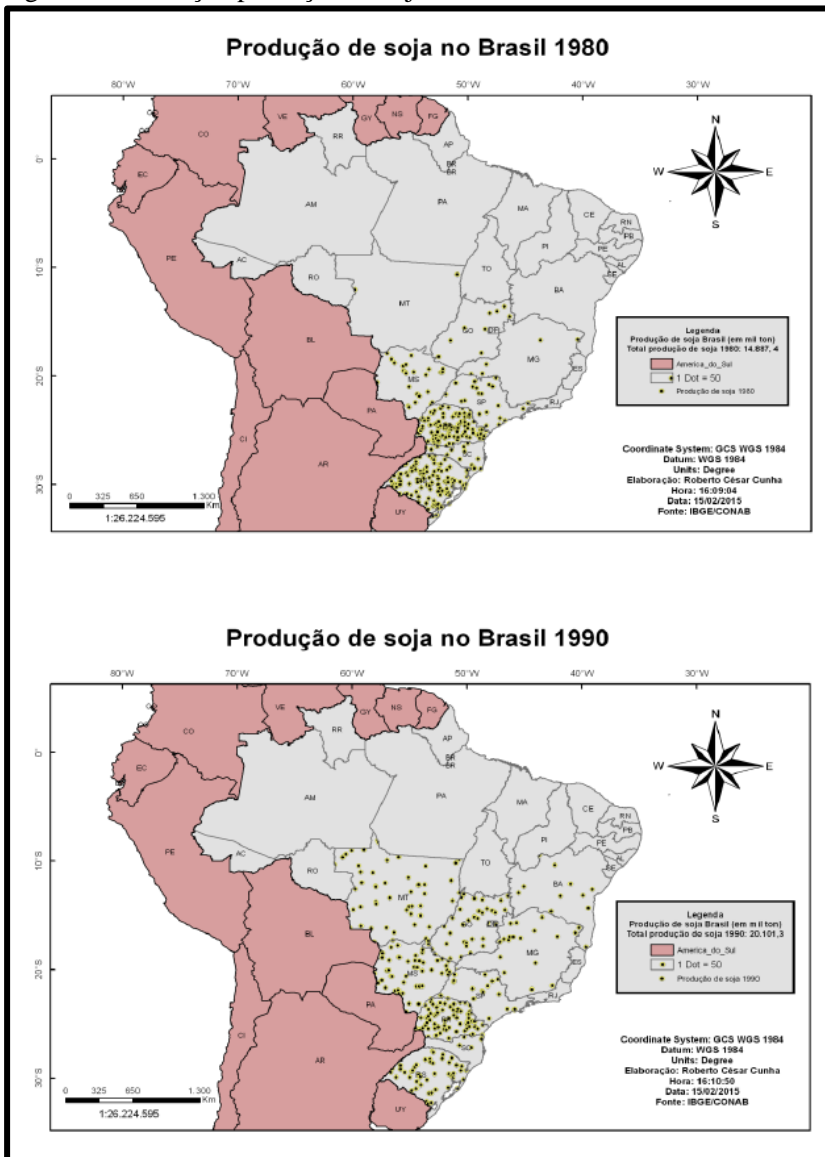 Produção de soja no Brasil 1980
80°W 70°W 60°W 50°W 40°W 30°W
N
W E
S
0°
10°S
20°S
30°S
CO
VE
GY
NS
FG
RR
AP
EC
AM
PA
MA
CE
RN
PB
PI
PE
AL
SE
PE
AC
RO
TO
BA
MT
BL
GO
DF
MG
ES
MS
SP
RJ
PA
SC
CI
AR
UY
Legenda
Produção de soja Brasil (em mil ton)
Total produção de soja 1980: 14.887, 4
America_do_Sul
1 Dot = 50
Produção de soja 1980
Coordinate System: GCS WGS 1984
Datum: WGS 1984
Units: Degree
Elaboração: Roberto César Cunha
Hora: 16:09:04
Data: 15/02/2015
Fonte: IBGE/CONAB
0 325 650 1.300
Km
1:26.224.595
Produção de soja no Brasil 1990
80°W 70°W 60°W 50°W 40°W 30°W
N
W E
S
0°
10°S
20°S
30°S
CO
VE
GY
NS
FG
RR
AP
EC
AM
PA
MA
CE
RN
PB
PI
PE
AL
SE
PE
AC
RO
TO
BA
MT
BL
GO
MG
ES
MS
SP
RJ
PA
SC
CI
AR
RS
UY
Legenda
Produção de soja Brasil (em mil ton)
Total produção de soja 1990: 20.101,3
America_do_Sul
1 Dot = 50
Produção de soja 1990
Coordinate System: GCS WGS 1984
Datum: WGS 1984
Units: Degree
Elaboração: Roberto César Cunha
Hora: 16:10:50
Data: 15/02/2015
Fonte: IBGE/CONAB
0 325 650 1.300
Km
1:26.224.595